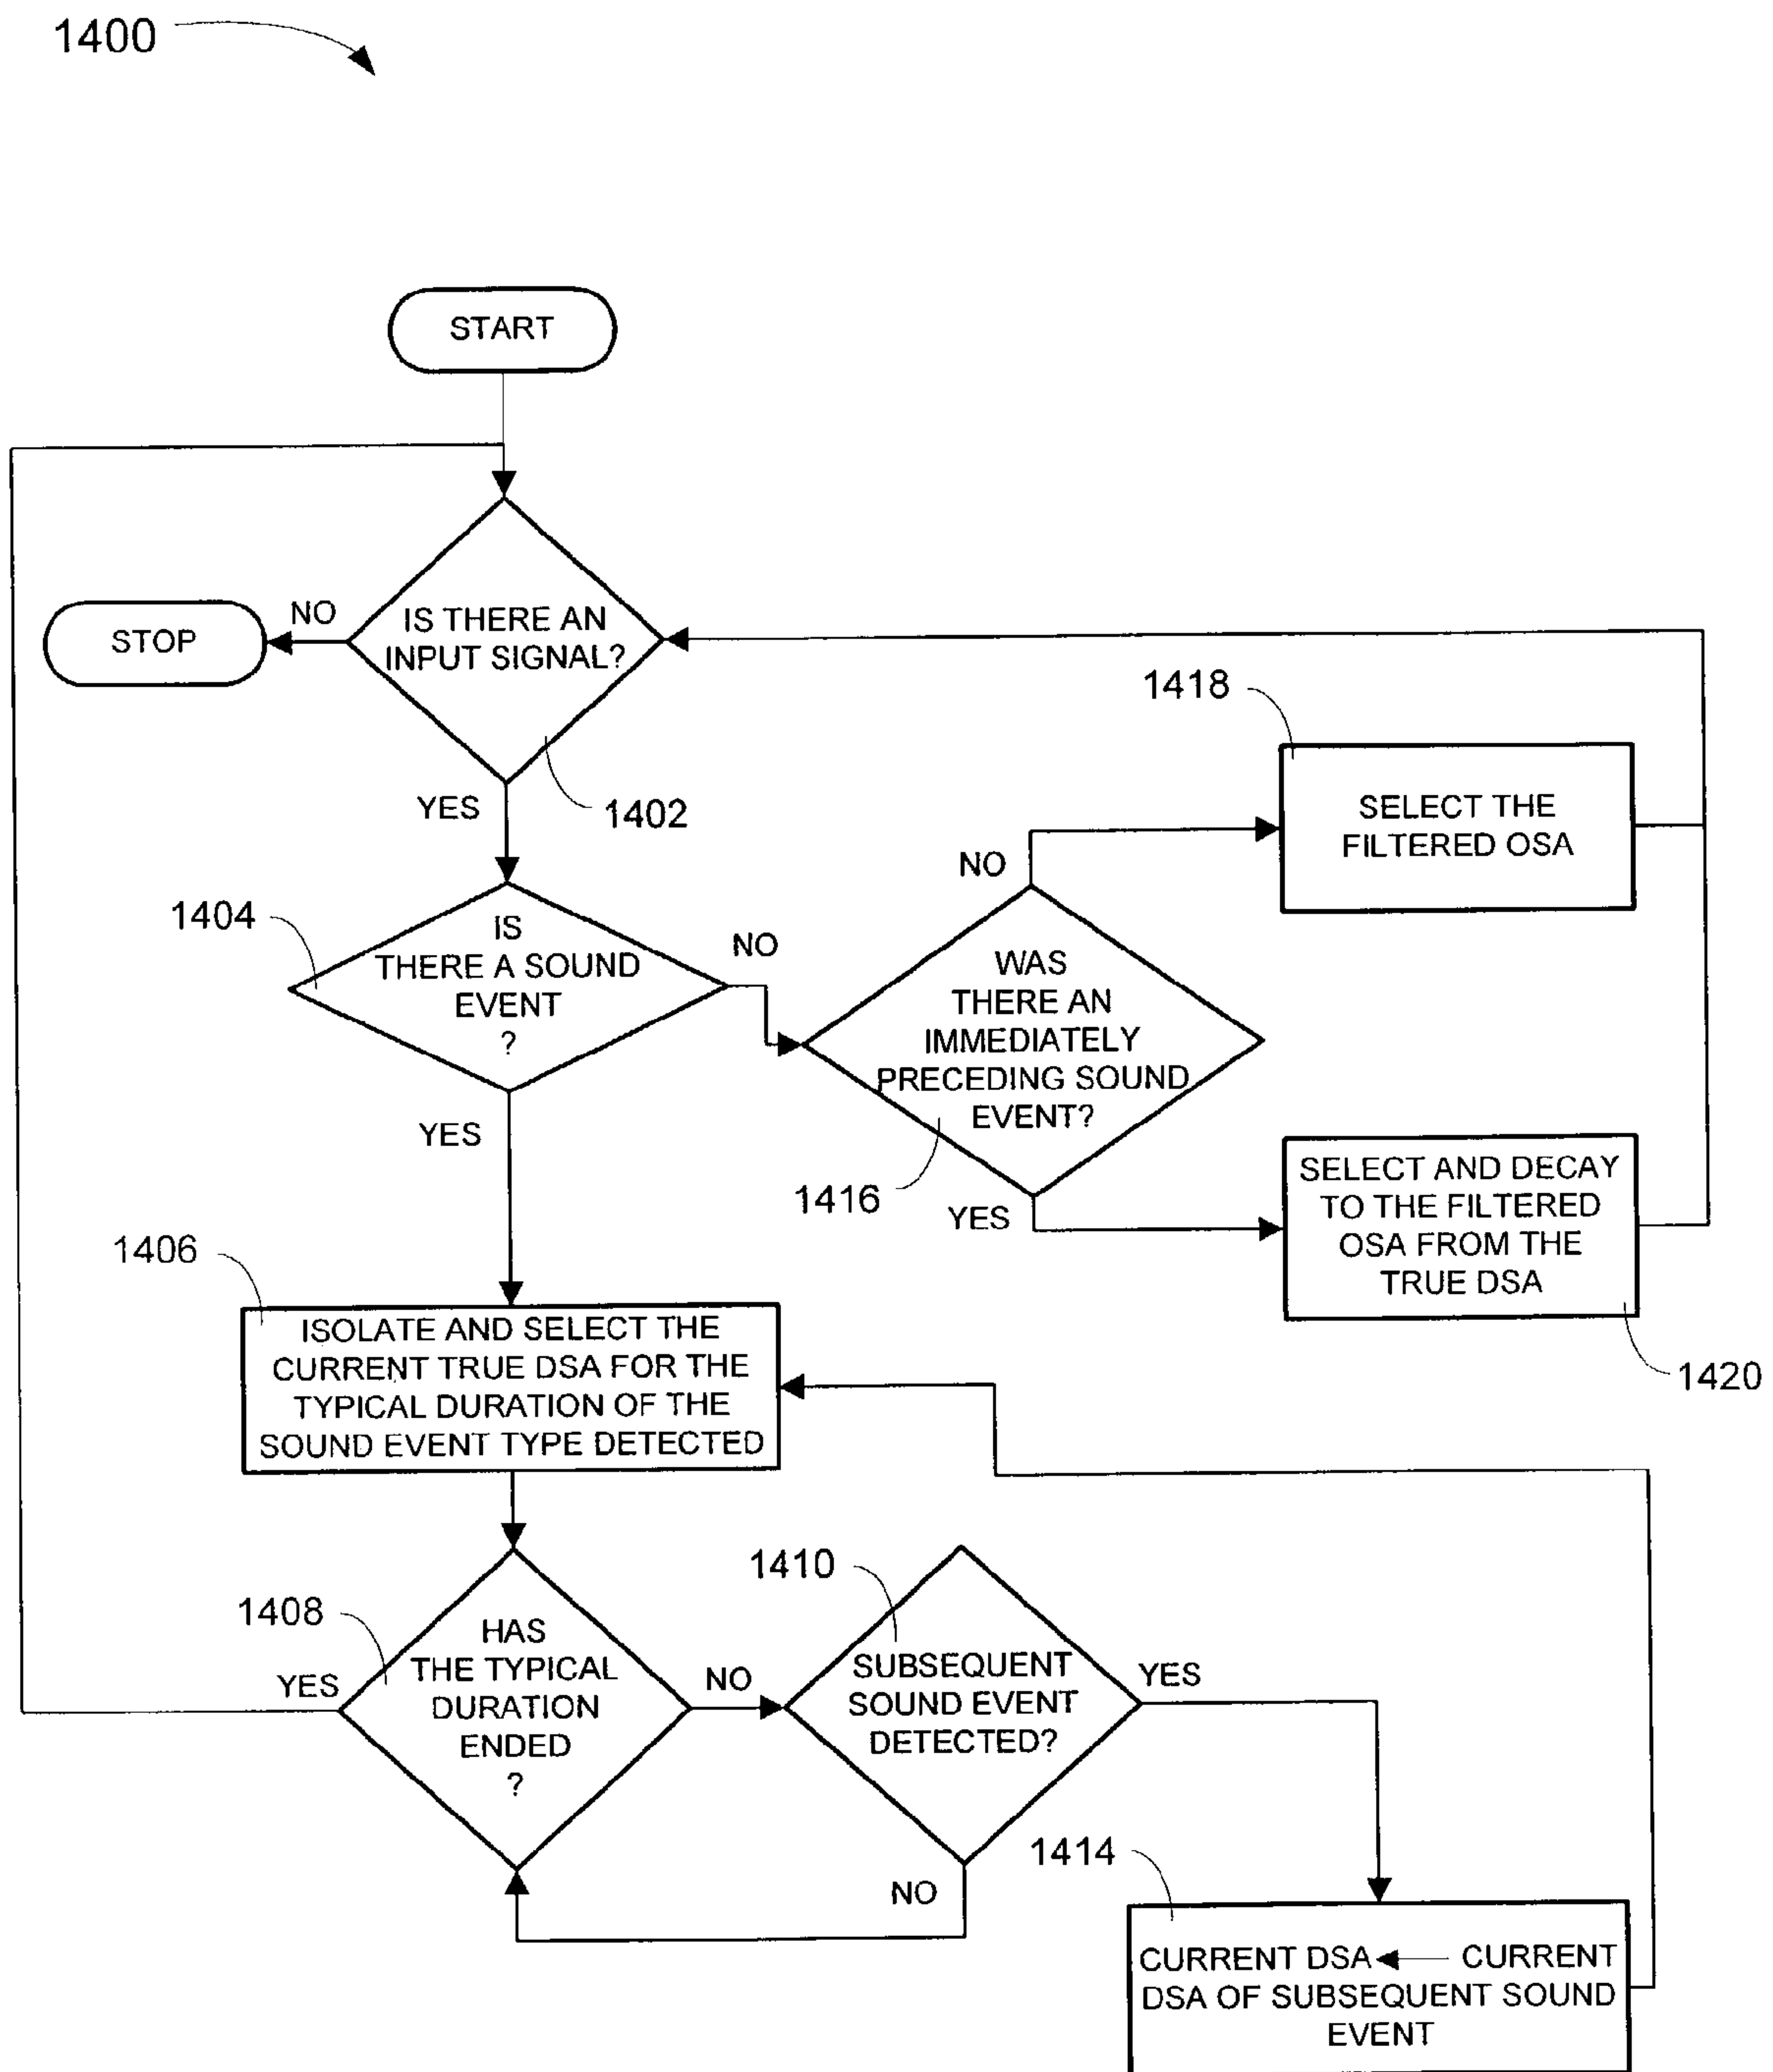 1400
START
NO
STOP
IS THERE AN
INPUT SIGNAL?
1418
YES
1402
SELECT THE
FILTERED OSA
NO
1404
IS
THERE A SOUND
EVENT
?
NO
WAS
THERE AN
IMMEDIATELY
PRECEDING SOUND
EVENT?
YES
1416
YES
SELECT AND DECAY
TO THE FILTERED
OSA FROM THE
TRUE DSA
1420
1406
ISOLATE AND SELECT THE
CURRENT TRUE DSA FOR THE
TYPICAL DURATION OF THE
SOUND EVENT TYPE DETECTED
1408
HAS
THE TYPICAL
DURATION
ENDED
?
YES
NO
1410
SUBSEQUENT
SOUND EVENT
DETECTED?
YES
NO
1414
CURRENT DSA ← CURRENT
DSA OF SUBSEQUENT SOUND
EVENT